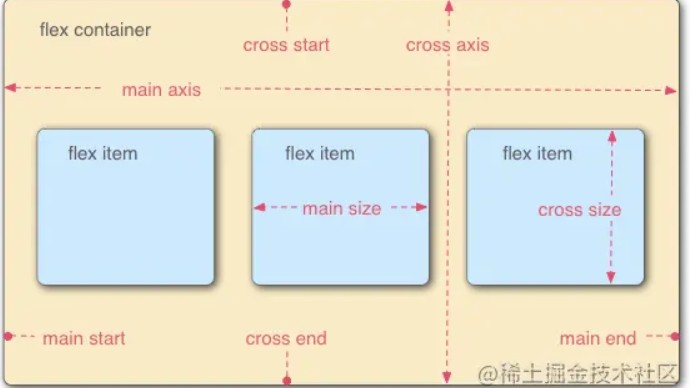 flex container
cross start
cross axis
main axis
flex item
flex item
flex item
main size
cross size
main start
cross end
main end
@稀土掘金技术社区